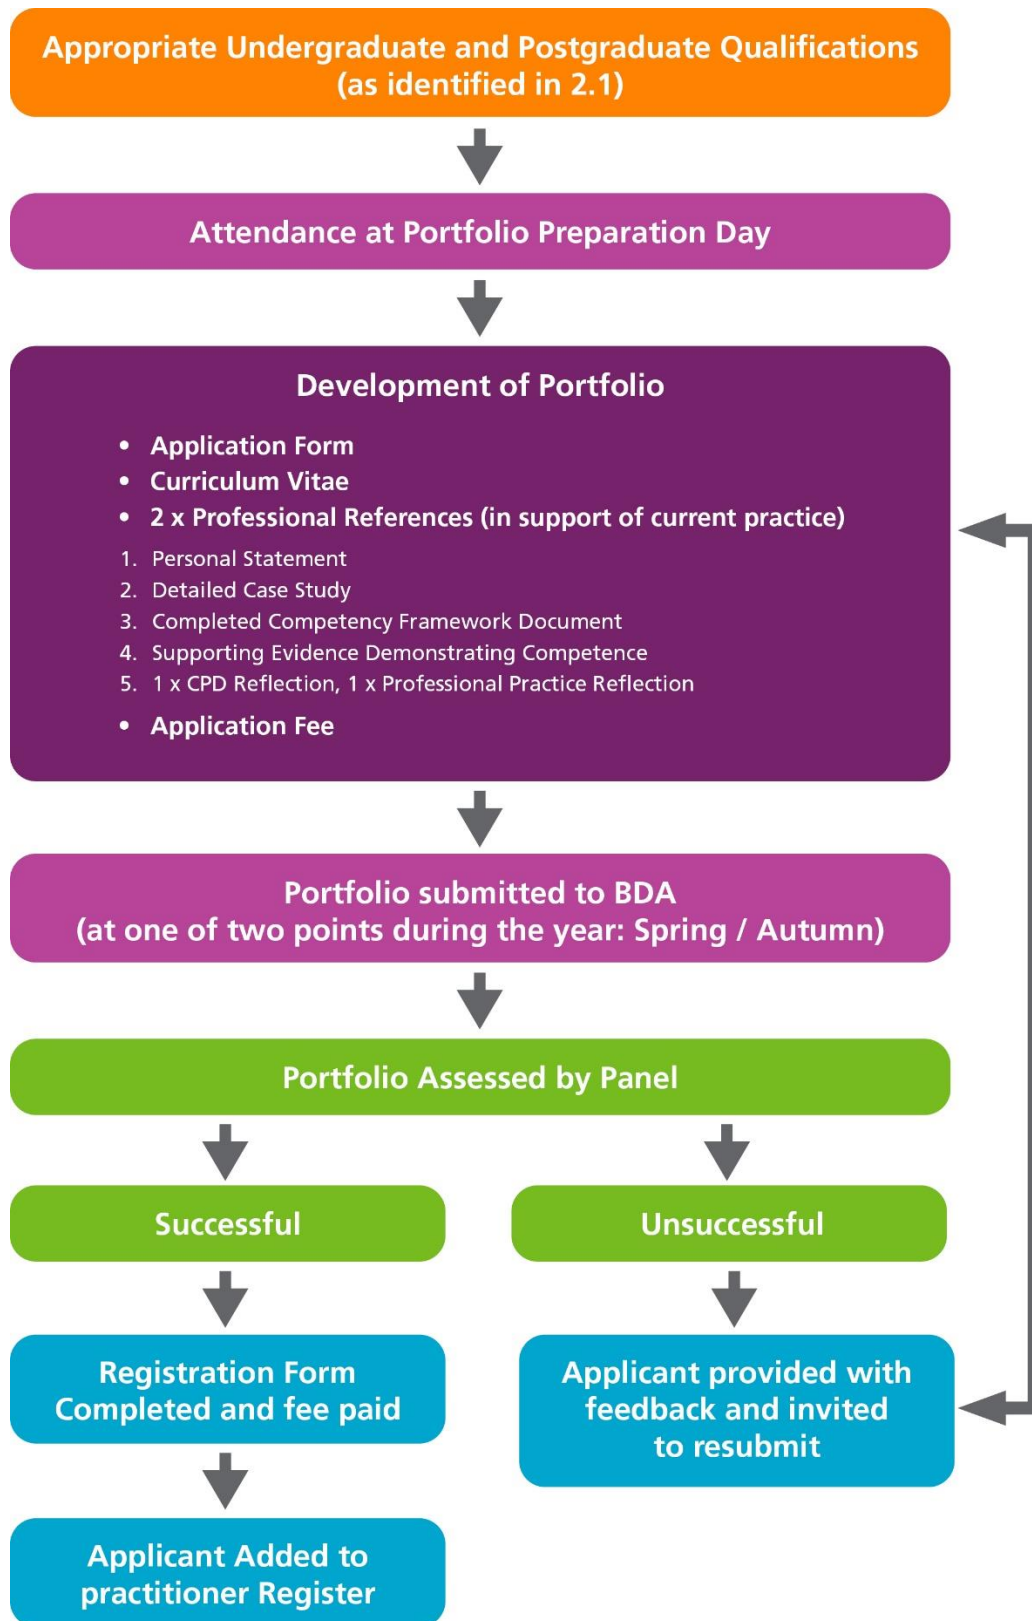 Appropriate Undergraduate and Postgraduate Qualifications
(as identified in 2.1)
Attendance at Portfolio Preparation Day
Development of Portfolio
• Application Form
• Curriculum Vitae
• 2 x Professional References (in support of current practice)
1. Personal Statement
2. Detailed Case Study
3. Completed Competency Framework Document
4. Supporting Evidence Demonstrating Competence
5. 1 x CPD Reflection, 1 x Professional Practice Reflection
• Application Fee
Portfolio submitted to BDA
(at one of two points during the year: Spring / Autumn)
Portfolio Assessed by Panel
Successful
Unsuccessful
Registration Form
Completed and fee paid
Applicant provided with
feedback and invited
to resubmit
Applicant Added to
practitioner Register